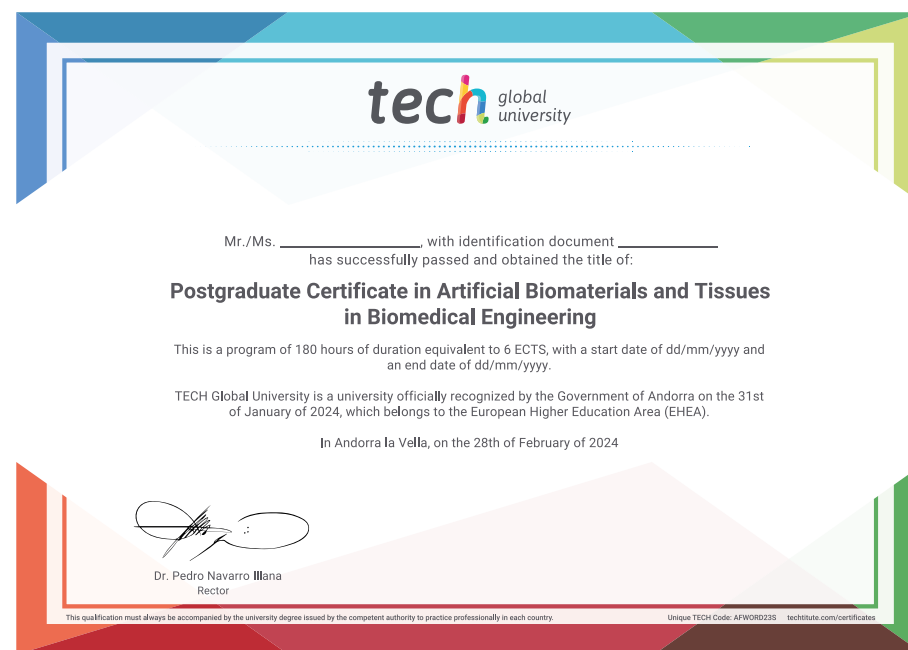 tech global university
Mr./Ms. ____________________, with identification document ______________
has successfully passed and obtained the title of:
Postgraduate Certificate in Artificial Biomaterials and Tissues
in Biomedical Engineering
This is a program of 180 hours of duration equivalent to 6 ECTS, with a start date of dd/mm/yyyy and
an end date of dd/mm/yyyy.
TECH Global University is a university officially recognized by the Government of Andorra on the 31st
of January of 2024, which belongs to the European Higher Education Area (EHEA).
In Andorra la Vella, on the 28th of February of 2024
Dr. Pedro Navarro Illana
Rector
This qualification must always be accompanied by the university degree issued by the competent authority to practice professionally in each country.
Unique TECH Code: AFWORD23S techtitute.com/certificates